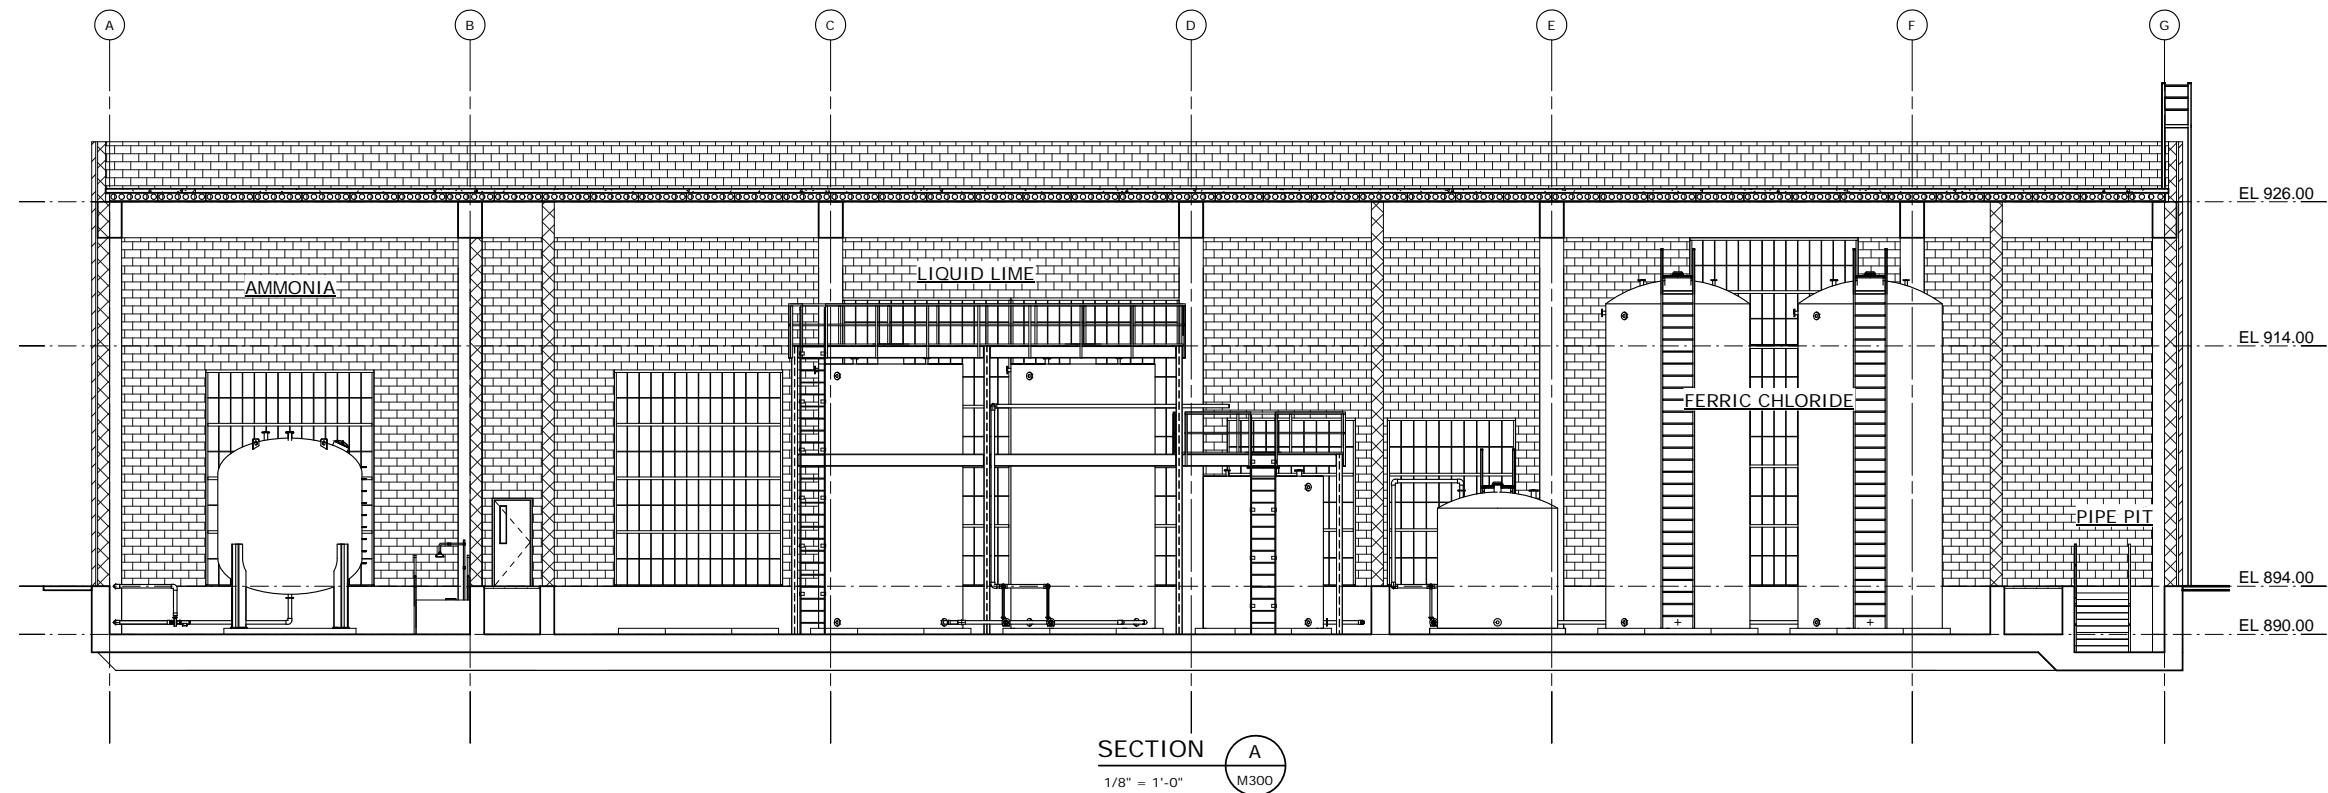 A B C D E F G
EL 926.00
AMMONIA
LIQUID LIME
EL 914.00
FERRIC CHLORIDE
PIPE PIT
EL 894.00
EL 890.00
SECTION A
1/8" = 1'-0" M300